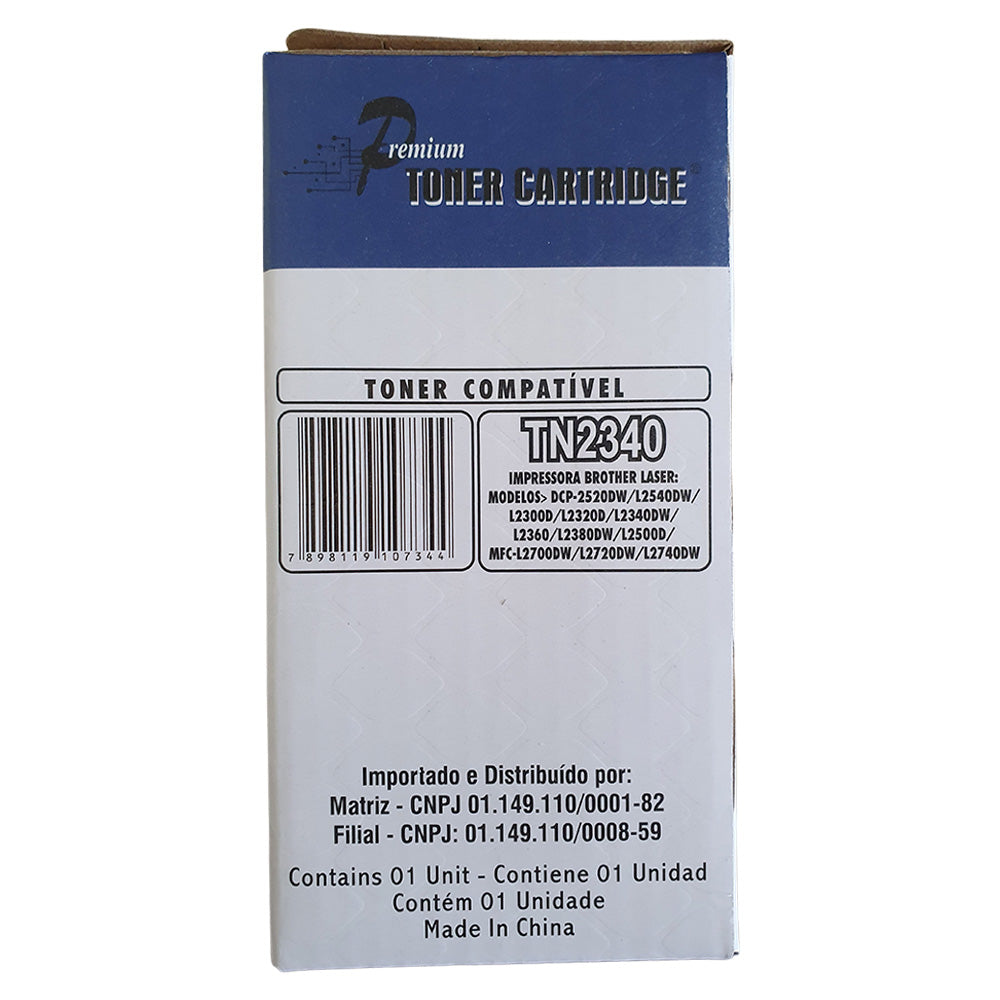 Premium
TONER CARTRIDGE®
TONER COMPATÍVEL
7 898119 107344
TN2340
IMPRESSORA BROTHER LASER:
MODELOS> DCP-2520DW/L2540DW/
L2300D/L2320D/L2340DW/
L2360/L2380DW/L2500D/
MFC-L2700DW/L2720DW/L2740DW
Importado e Distribuído por:
Matriz - CNPJ 01.149.110/0001-82
Filial - CNPJ: 01.149.110/0008-59
Contains 01 Unit - Contiene 01 Unidad
Contém 01 Unidade
Made In China